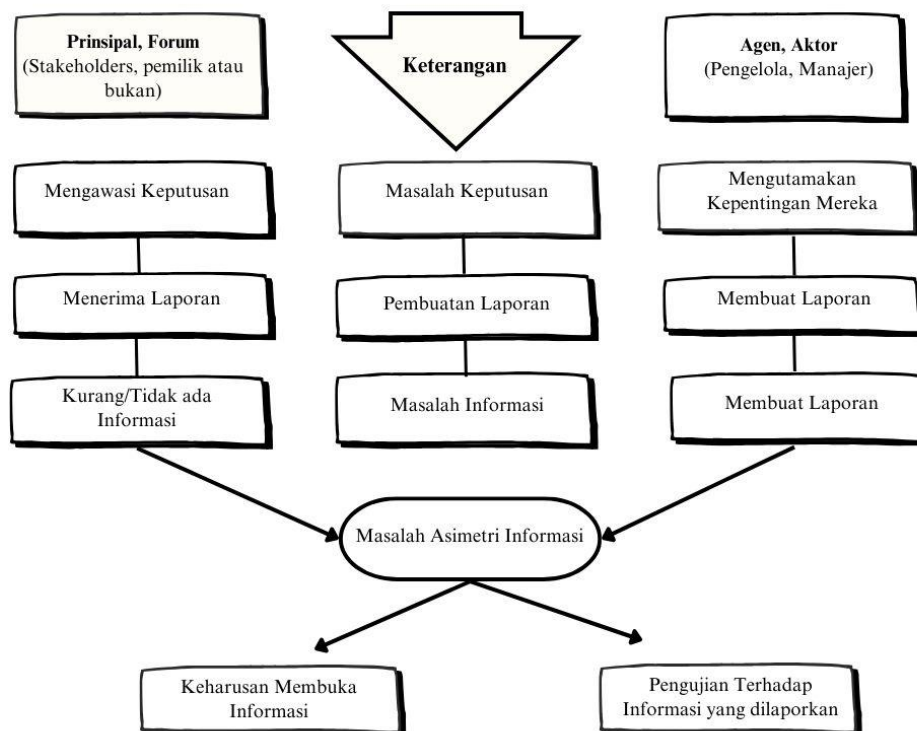 Prinsipal, Forum
(Stakeholders, pemilik atau
bukan)
Keterangan
Agen, Aktor
(Pengelola, Manajer)
Mengawasi Keputusan
Masalah Keputusan
Mengutamakan
Kepentingan Mereka
Menerima Laporan
Pembuatan Laporan
Membuat Laporan
Kurang/Tidak ada
Informasi
Masalah Informasi
Membuat Laporan
Masalah Asimetri Informasi
Keharusan Membuka
Informasi
Pengujian Terhadap
Informasi yang dilaporkan